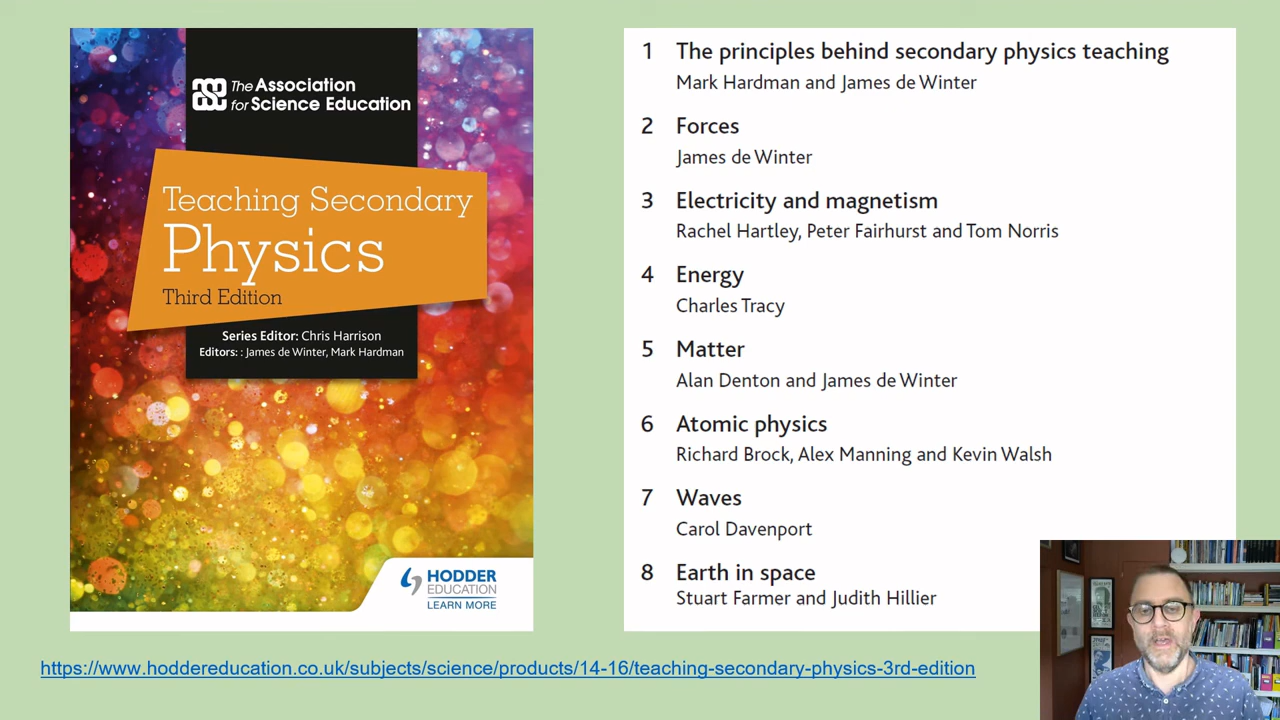 The Association
for Science Education
Teaching Secondary
Physics
Third Edition
Series Editor: Chris Harrison
Editors: : James de Winter, Mark Hardman
HODDER
EDUCATION
LEARN MORE
1 The principles behind secondary physics teaching
Mark Hardman and James de Winter
2 Forces
James de Winter
3 Electricity and magnetism
Rachel Hartley, Peter Fairhurst and Tom Norris
4 Energy
Charles Tracy
5 Matter
Alan Denton and James de Winter
6 Atomic physics
Richard Brock, Alex Manning and Kevin Walsh
7 Waves
Carol Davenport
8 Earth in space
Stuart Farmer and Judith Hillier
https://www.hoddereducation.co.uk/subjects/science/products/14-16/teaching-secondary-physics-3rd-edition